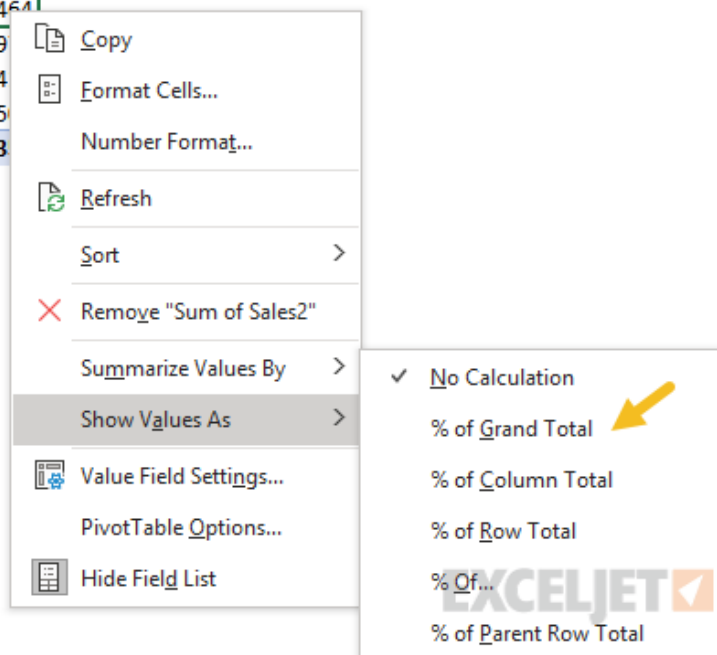 464
Copy
Format Cells...
Number Format...
Refresh
Sort
Remove "Sum of Sales2"
Summarize Values By
Show Values As
Value Field Settings...
PivotTable Options...
Hide Field List
No Calculation
% of Grand Total
% of Column Total
% of Row Total
% Of...
EXCELJET
% of Parent Row Total